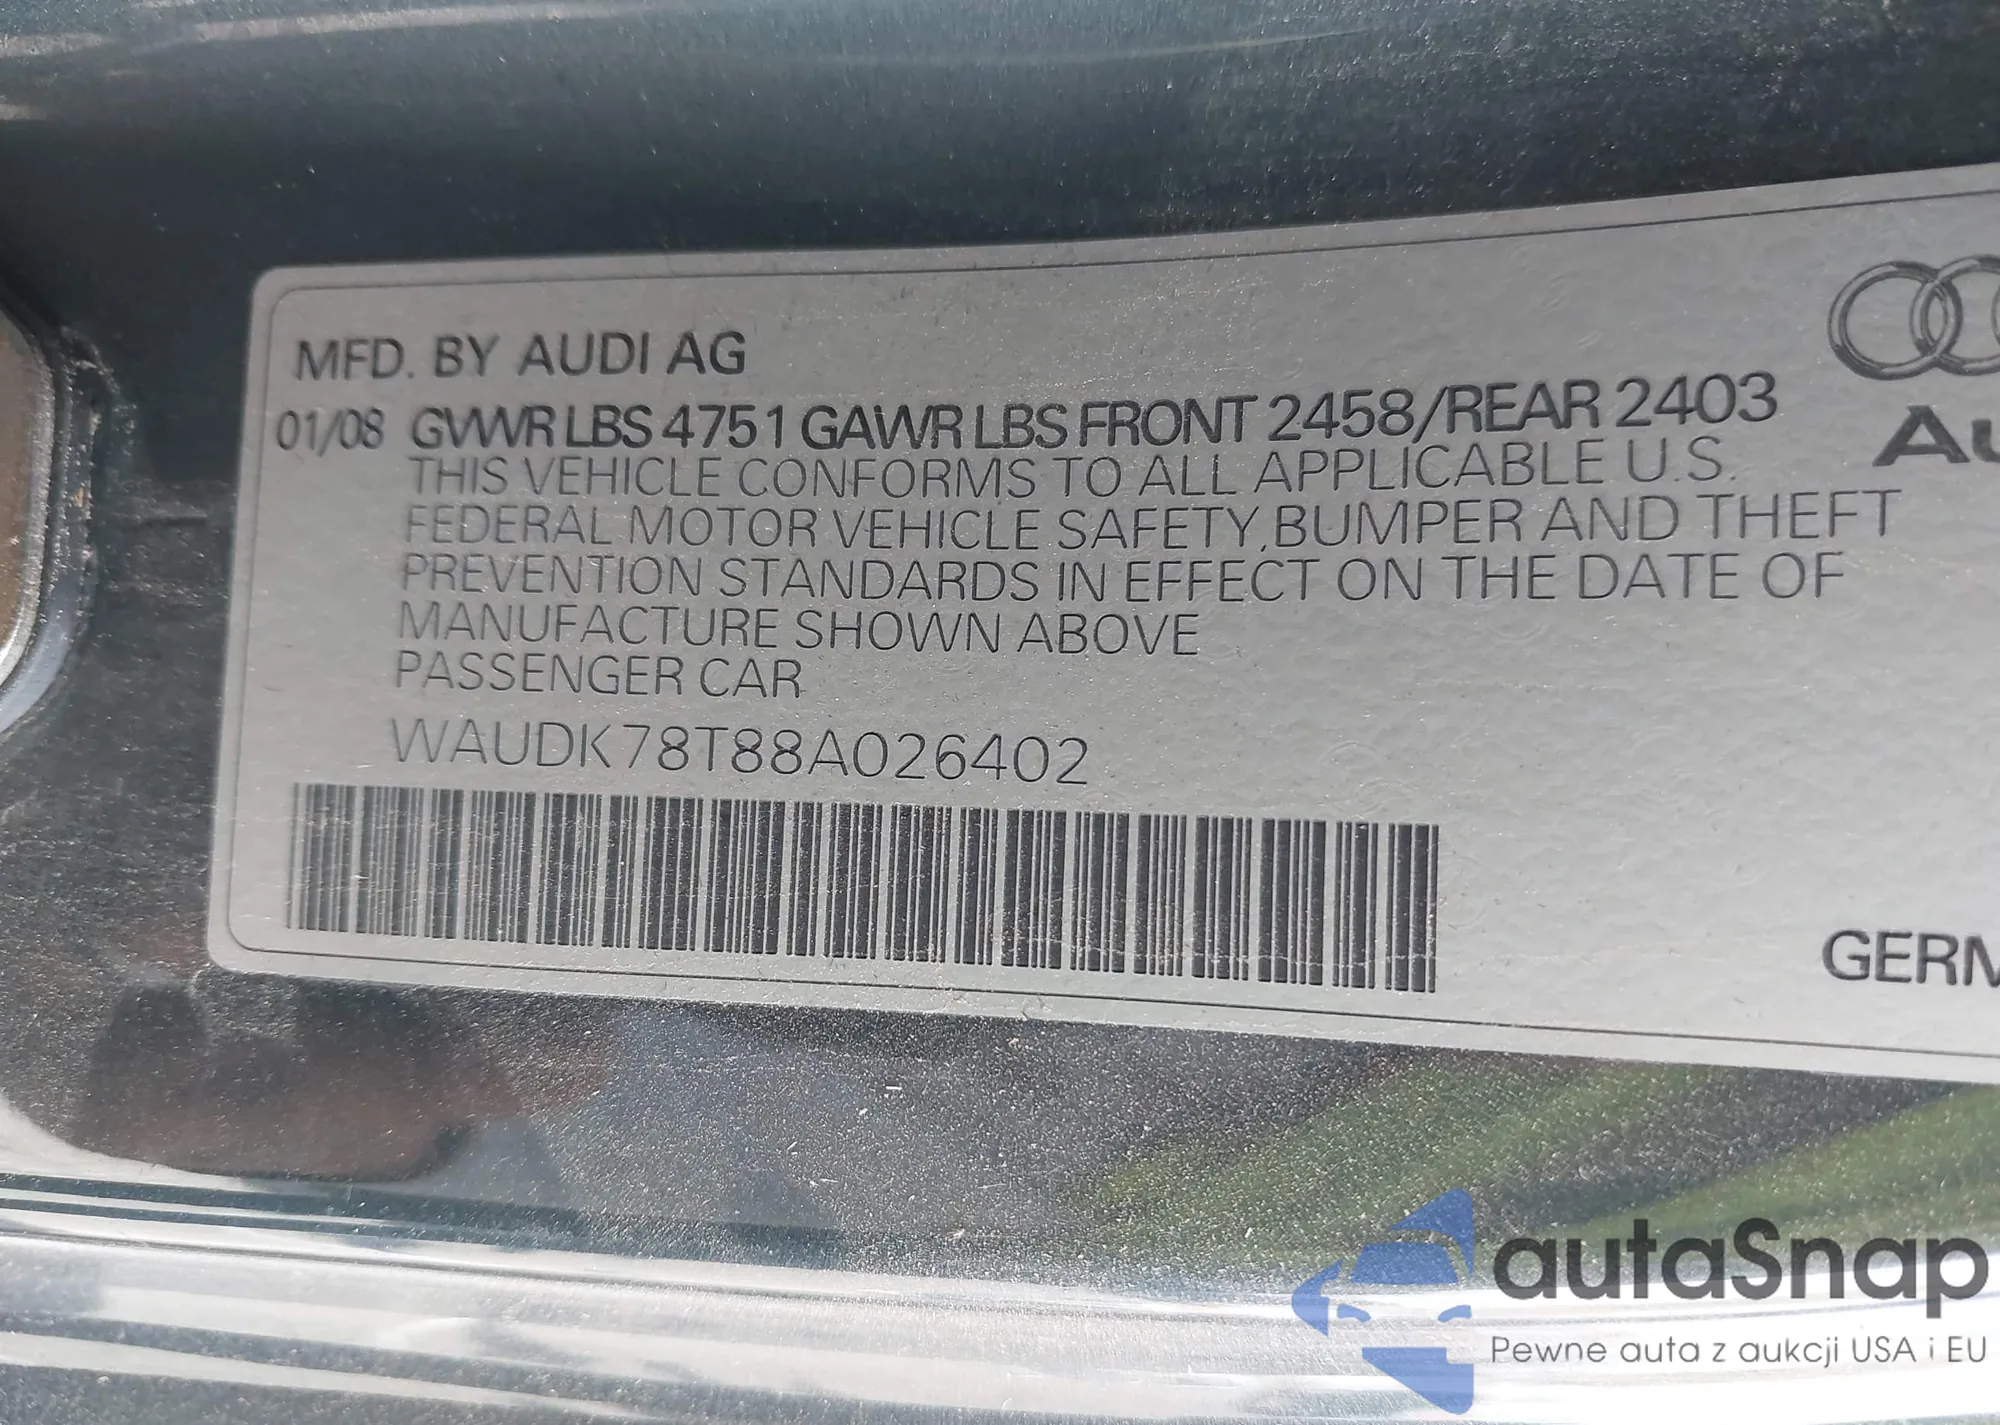 MFD. BY AUDI AG
01/08 GVWR LBS 4751 GAWR LBS FRONT 2458/REAR 2403
THIS VEHICLE CONFORMS TO ALL APPLICABLE U.S.
FEDERAL MOTOR VEHICLE SAFETY, BUMPER AND THEFT
PREVENTION STANDARDS IN EFFECT ON THE DATE OF
MANUFACTURE SHOWN ABOVE
PASSENGER CAR
WAUDK78T88A026402
Au
GERM
autaSnap
Pewne auta z aukcji USA i EU